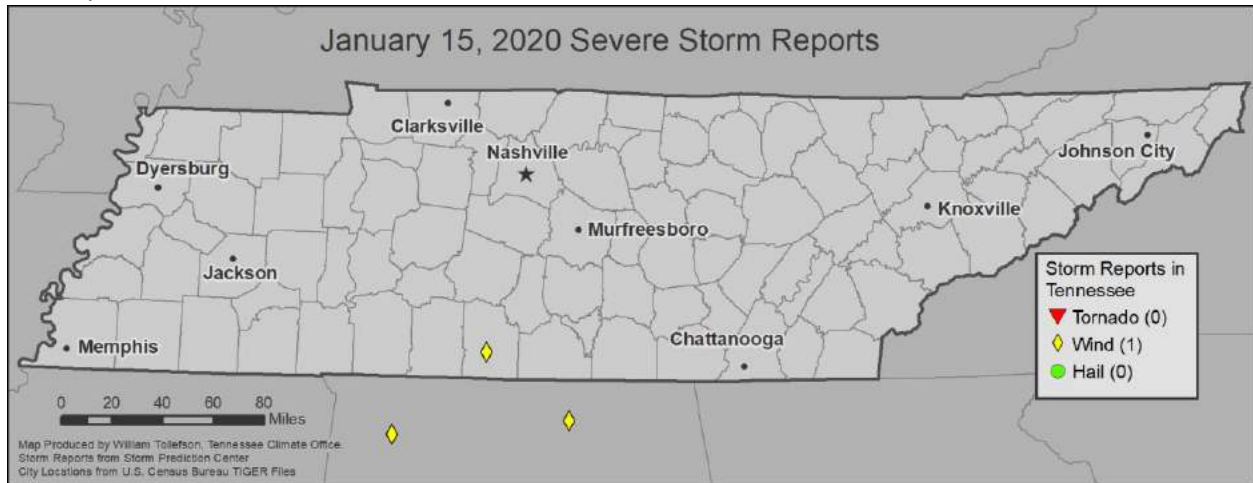 January 15, 2020 Severe Storm Reports
Clarksville
Nashville
Johnson City
Dyersburg
Knoxville
Murfreesboro
Jackson
Storm Reports in
Tennessee
Tornado (0)
Wind (1)
Hail (0)
Chattanooga
Memphis
0 20 40 60 80
Miles
Map Produced by William Tollefson, Tennessee Climate Office.
Storm Reports from Storm Prediction Center
City Locations from U.S. Census Bureau TIGER Files